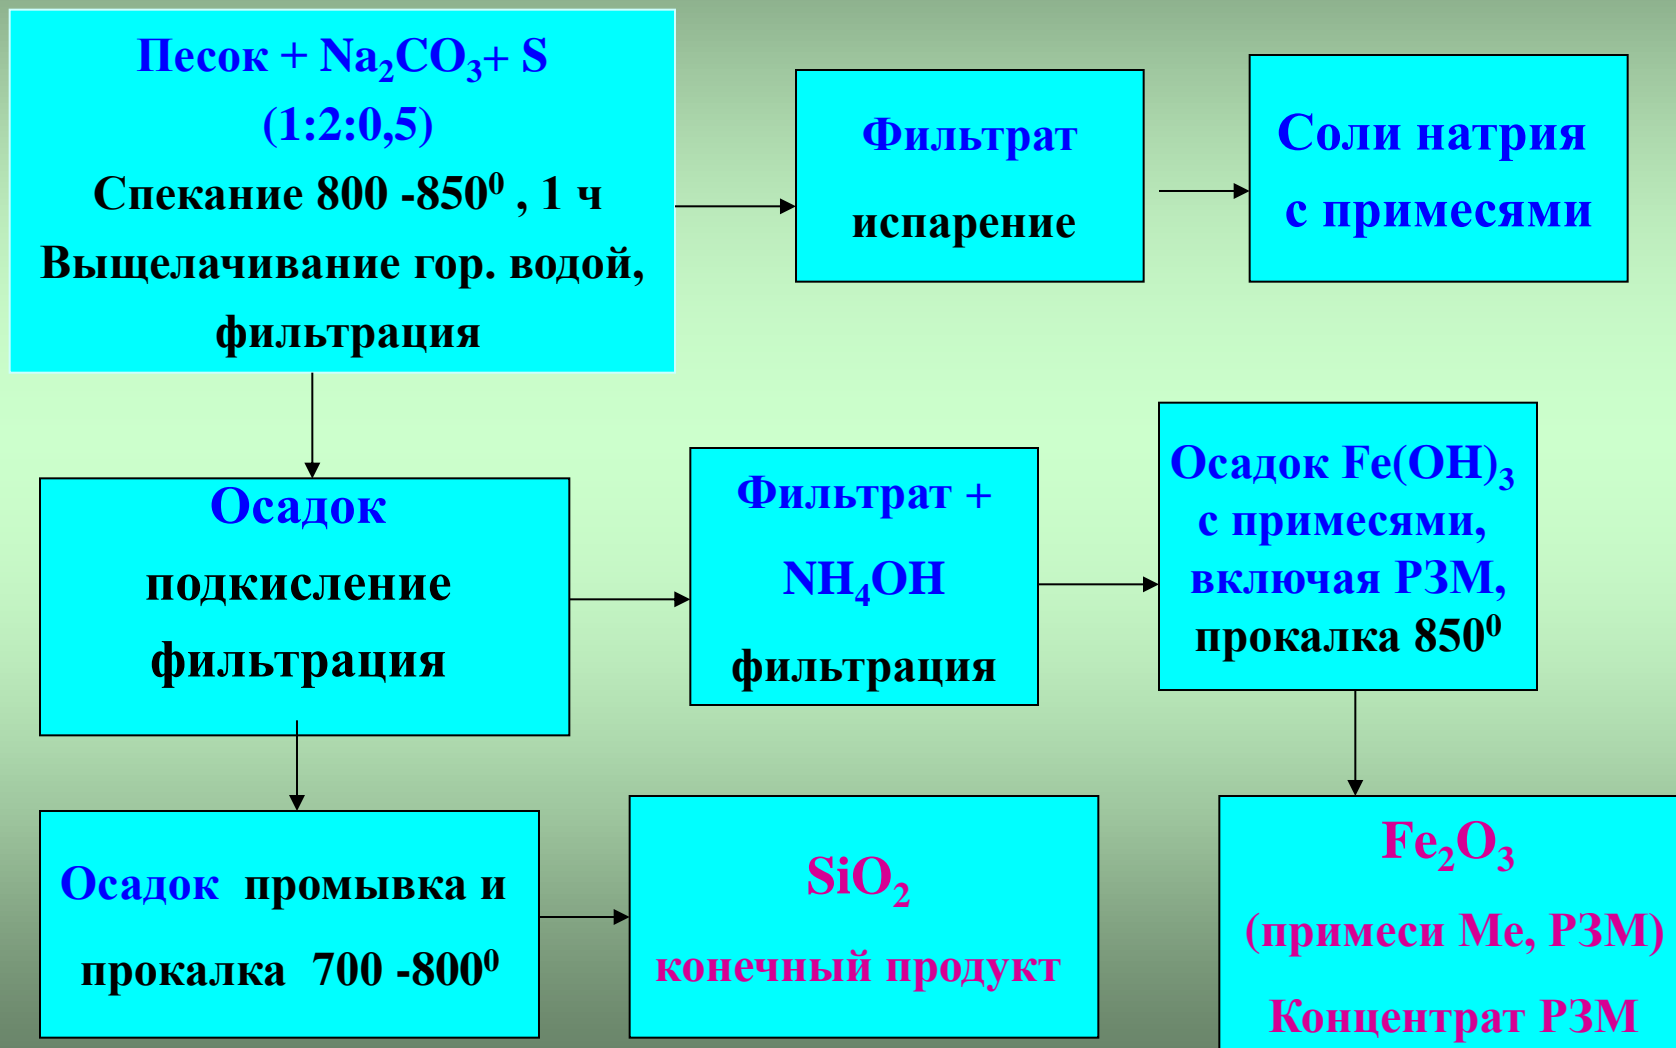 Песок + Na₂CO₃+ S
(1:2:0,5)
Спекание 800 -850⁰ , 1 ч
Выщелачивание гор. водой,
фильтрация
Фильтрат
испарение
Соли натрия
с примесями
Осадок
подкисление
фильтрация
Фильтрат +
NH₄OH
фильтрация
Осадок Fe(OH)₃
с примесями,
включая РЗМ,
прокалка 850⁰
Осадок промывка и
прокалка 700 -800⁰
SiO₂
конечный продукт
Fe₂O₃
(примеси Ме, РЗМ)
Концентрат РЗМ